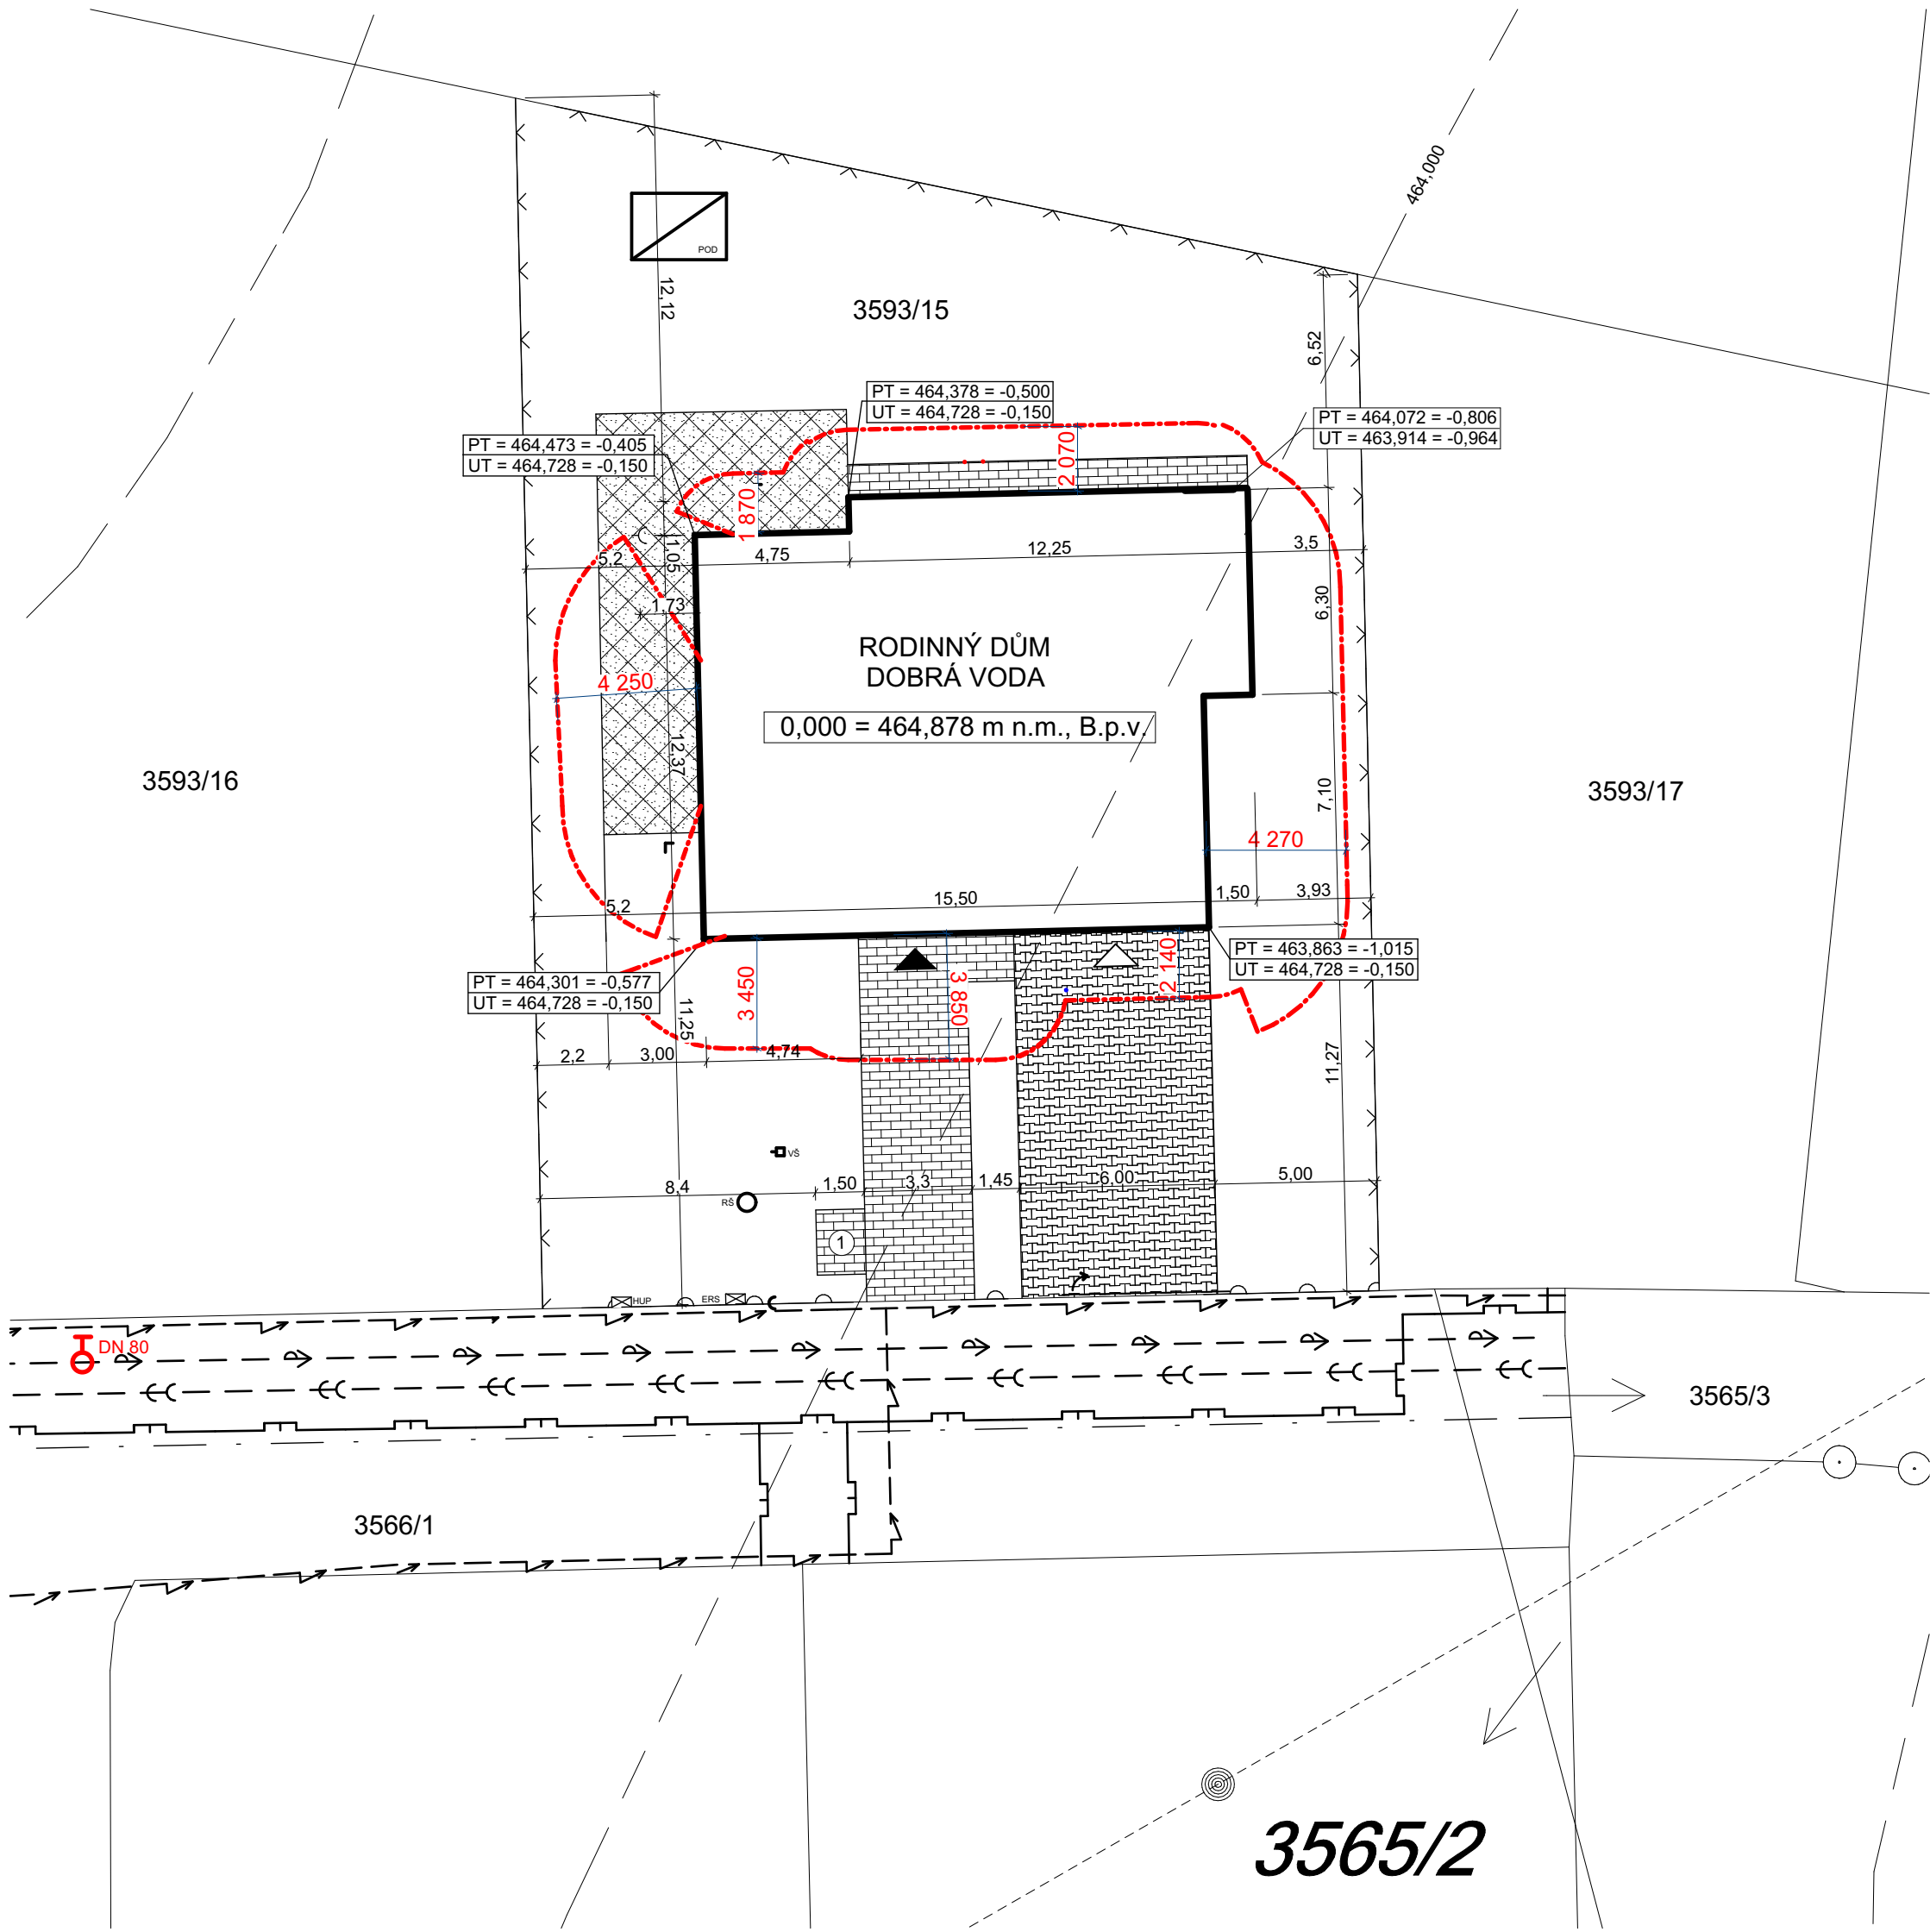 464,000
POD
12,12
3593/15
6,52
PT = 464,378 = -0,500
UT = 464,728 = -0,150
PT = 464,072 = -0,806
UT = 463,914 = -0,964
PT = 464,473 = -0,405
UT = 464,728 = -0,150
2 070
1 870
5,2
1,05
4,75
12,25
3,5
1,73
6,30
RODINNÝ DŮM
DOBRÁ VODA
4 250
0,000 = 464,878 m n.m., B.p.v.
12,37
3593/16
3593/17
7,10
4 270
5,2
15,50
1,50
3,93
PT = 463,863 = -1,015
UT = 464,728 = -0,150
PT = 464,301 = -0,577
UT = 464,728 = -0,150
3 450
3 850
2 140
11,25
2,2
3,00
4,74
11,27
VŠ
8,4
1,50
3,3
1,45
6,00
5,00
RŠ
1
HUP
ERS
DN 80
3565/3
3566/1
3565/2